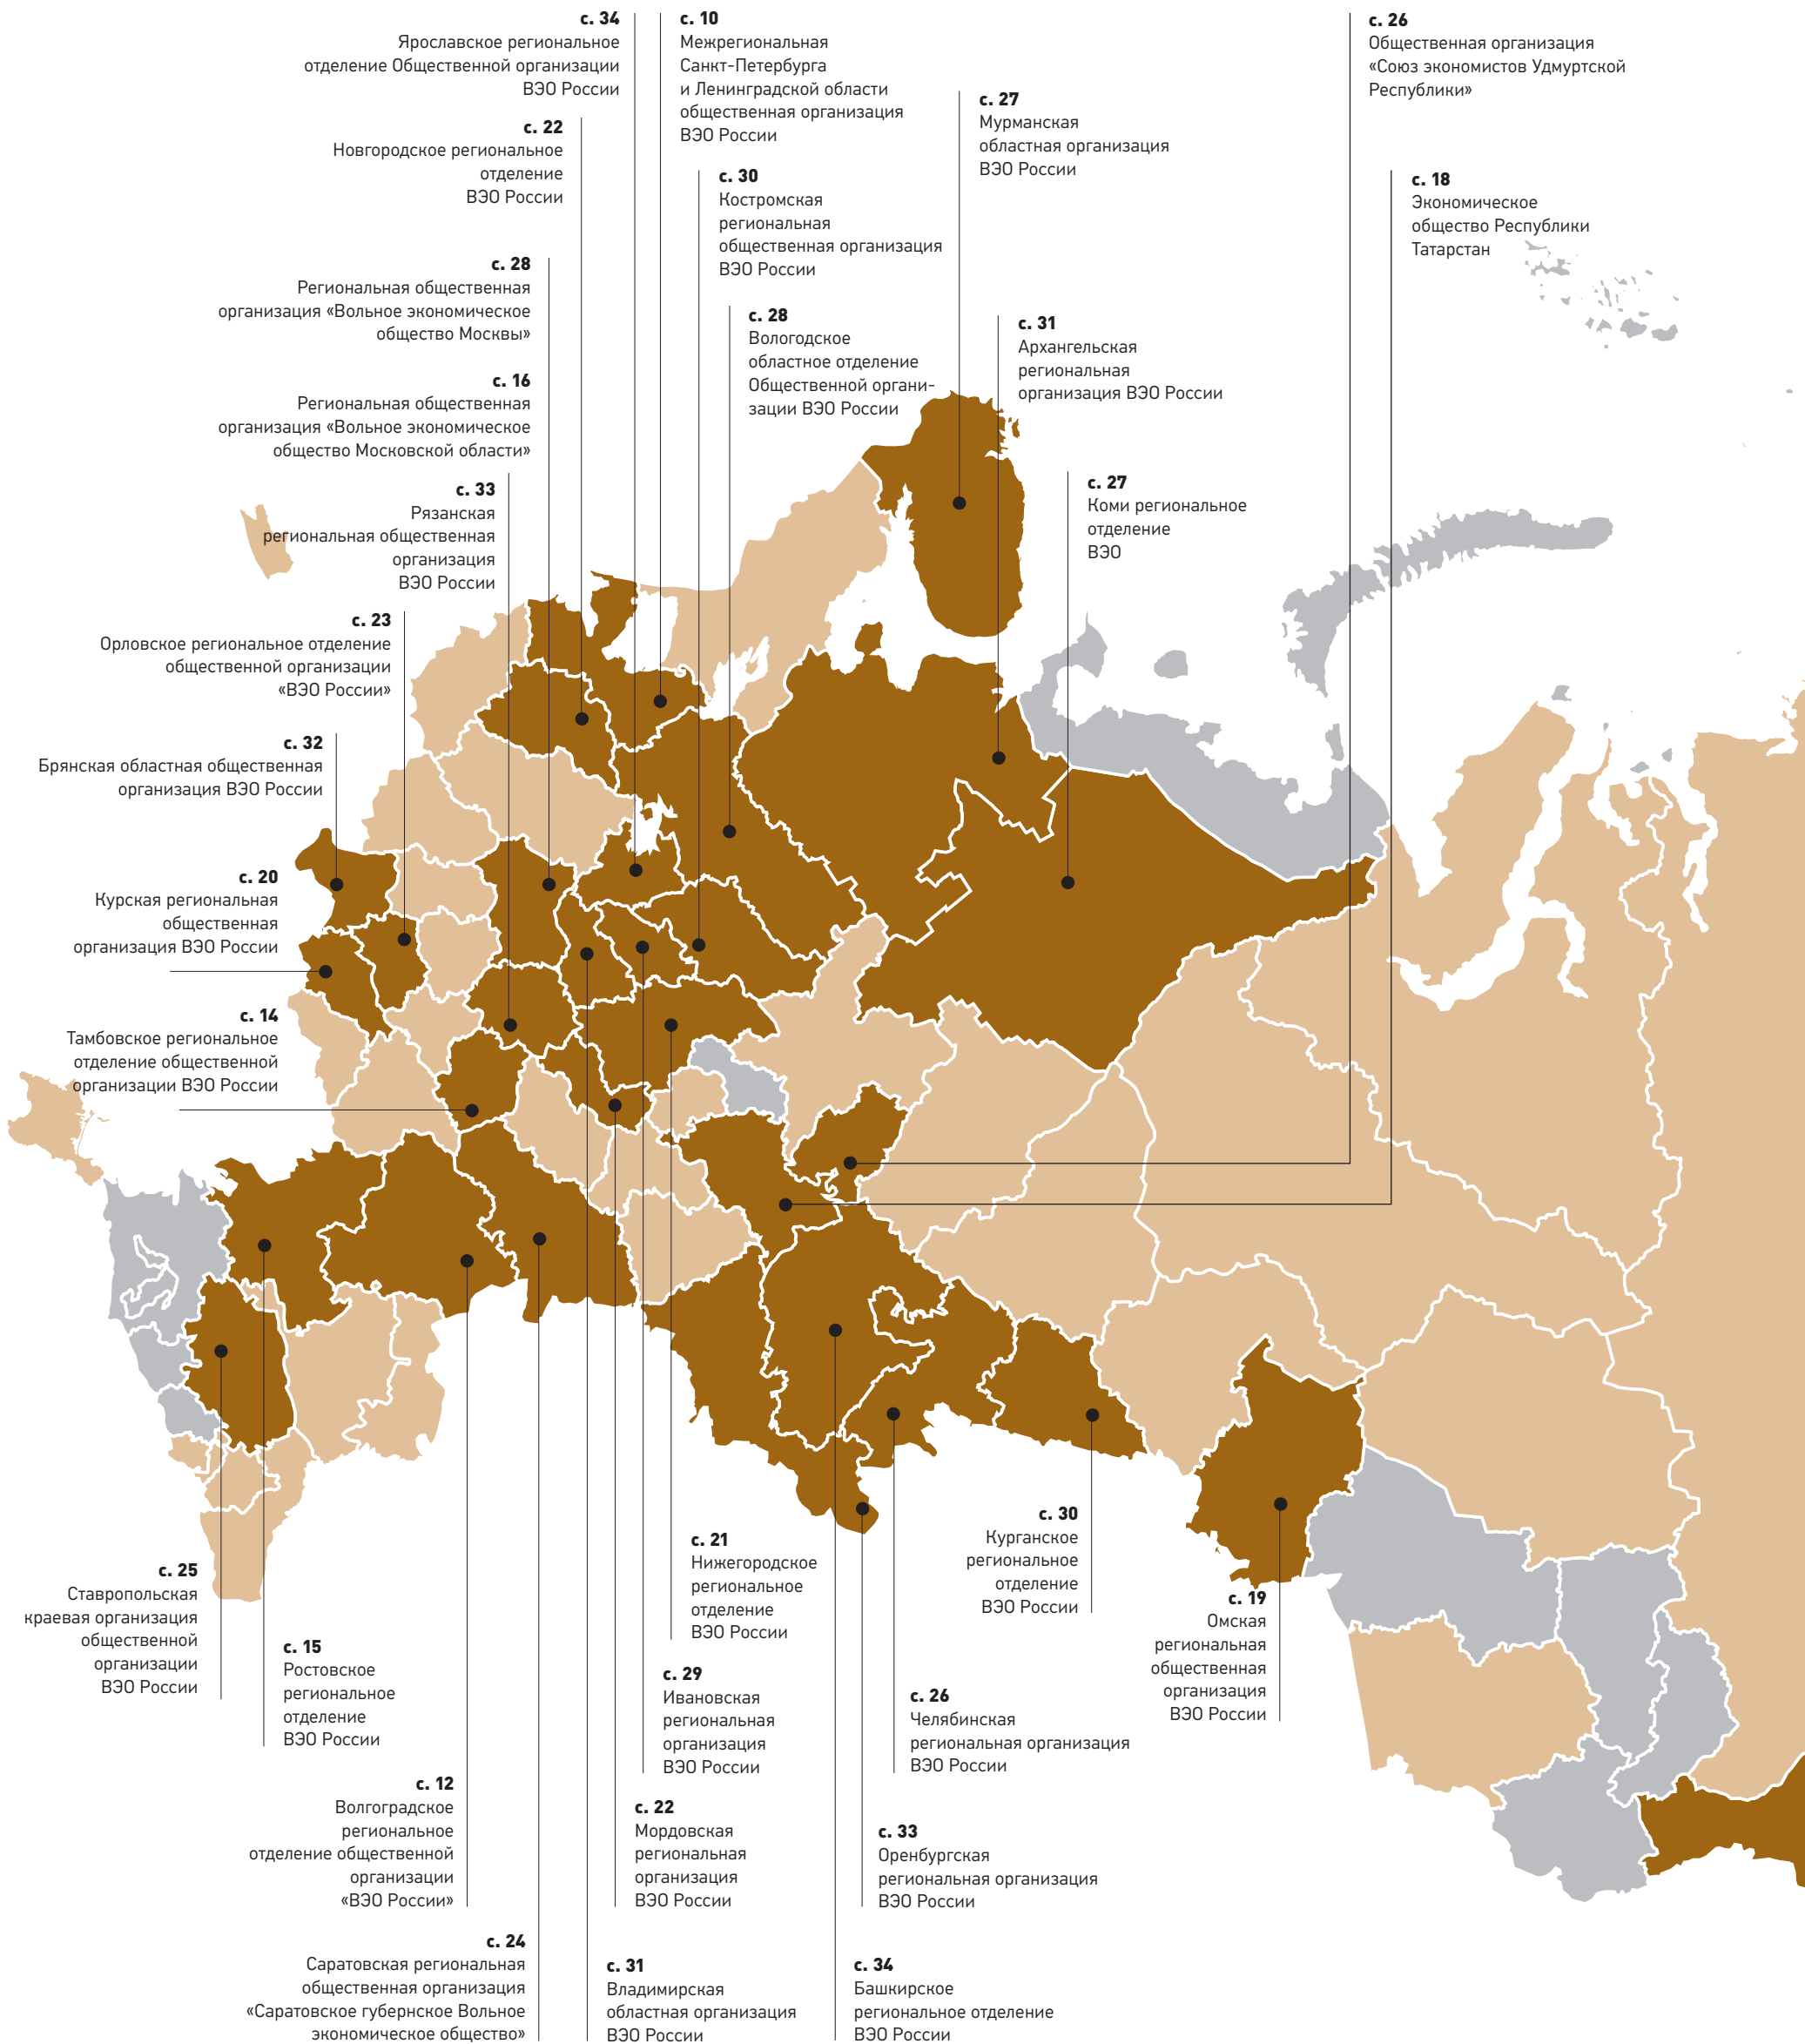 с. 34
Ярославское региональное
отделение Общественной организации
ВЭО России
с. 10
Межрегиональная
Санкт-Петербурга
и Ленинградской области
общественная организация
ВЭО России
с. 26
Общественная организация
«Союз экономистов Удмуртской
Республики»
с. 22
Новгородское региональное
отделение
ВЭО России
с. 27
Мурманская
областная организация
ВЭО России
с. 30
Костромская
региональная
общественная организация
ВЭО России
с. 18
Экономическое
общество Республики
Татарстан
с. 28
Региональная общественная
организация «Вольное экономическое
общество Москвы»
с. 28
Вологодское
областное отделение
Общественной органи-
зации ВЭО России
с. 31
Архангельская
региональная
организация ВЭО России
с. 16
Региональная общественная
организация «Вольное экономическое
общество Московской области»
с. 33
Рязанская
региональная общественная
организация
ВЭО России
с. 27
Коми региональное
отделение
ВЭО
с. 23
Орловское региональное отделение
общественной организации
«ВЭО России»
с. 32
Брянская областная общественная
организация ВЭО России
с. 20
Курская региональная
общественная
организация ВЭО России
с. 14
Тамбовское региональное
отделение общественной
организации ВЭО России
с. 25
Ставропольская
краевая организация
общественной
организации
ВЭО России
с. 15
Ростовское
региональное
отделение
ВЭО России
с. 21
Нижегородское
региональное
отделение
ВЭО России
с. 30
Курганское
региональное
отделение
ВЭО России
с. 19
Омская
региональная
общественная
организация
ВЭО России
с. 29
Ивановская
региональная
организация
ВЭО России
с. 26
Челябинская
региональная организация
ВЭО России
с. 12
Волгоградское
региональное
отделение общественной
организации
«ВЭО России»
с. 22
Мордовская
региональная
организация
ВЭО России
с. 33
Оренбургская
региональная организация
ВЭО России
с. 24
Саратовская региональная
общественная организация
«Саратовское губернское Вольное
экономическое общество»
с. 31
Владимирская
областная организация
ВЭО России
с. 34
Башкирское
региональное отделение
ВЭО России